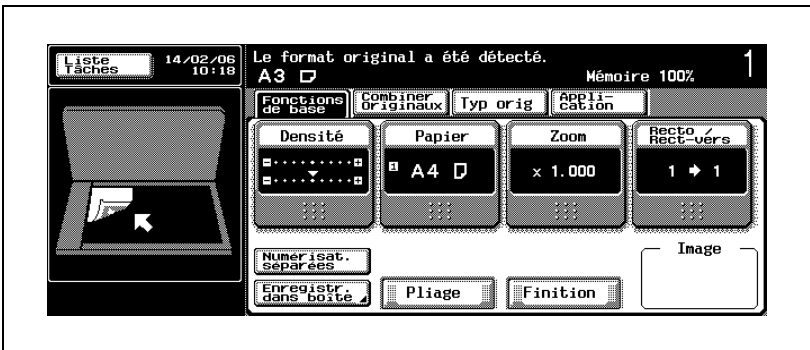 Liste
Tâches
14/02/06
10:18
Le format original a été détecté.
A3
Mémoire 100%
1
Fonctions
de base
Combiner
Originaux
Typ orig
Appli-
cation
Densité
Papier
Zoom
Recto /
Rect-vers
1 A4
x 1.000
1 → 1
Numérisat.
séparées
Enregistr.
dans boîte
Pliage
Finition
Image